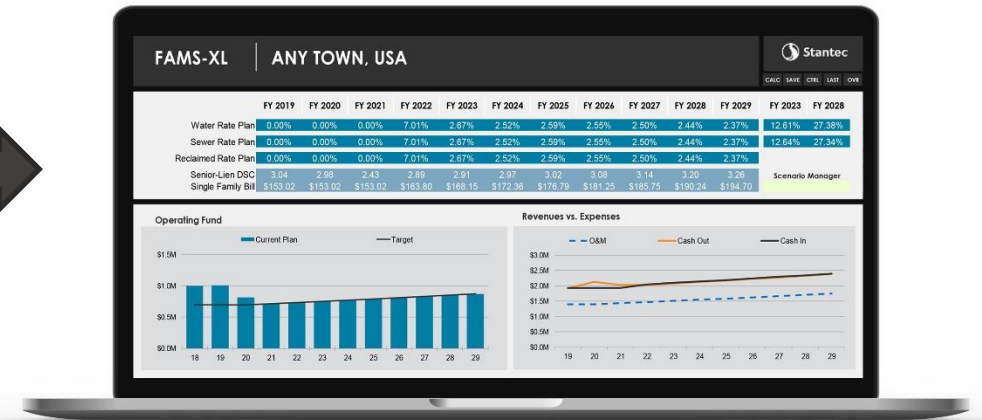 FAMS-XL ANY TOWN, USA Stantec
CALC SAVE CTRL LAST OVR
FY 2019 FY 2020 FY 2021 FY 2022 FY 2023 FY 2024 FY 2025 FY 2026 FY 2027 FY 2028 FY 2029 FY 2023 FY 2028
Water Rate Plan 0.00% 0.00% 0.00% 7.01% 2.67% 2.52% 2.59% 2.55% 2.50% 2.44% 2.37% 12.61% 27.38%
Sewer Rate Plan 0.00% 0.00% 0.00% 7.01% 2.67% 2.52% 2.59% 2.55% 2.50% 2.44% 2.37% 12.64% 27.34%
Reclaimed Rate Plan 0.00% 0.00% 0.00% 7.01% 2.67% 2.52% 2.59% 2.55% 2.50% 2.44% 2.37%
Senior-Lien DSC 3.04 2.98 2.43 2.89 2.91 2.97 3.02 3.08 3.14 3.20 3.26 Scenario Manager
Single Family Bill $153.02 $153.02 $153.02 $163.80 $168.15 $172.36 $176.79 $181.25 $185.75 $190.24 $194.70
Operating Fund
Current Plan Target
$1.5M
$1.0M
$0.5M
$0.0M
18 19 20 21 22 23 24 25 26 27 28 29
Revenues vs. Expenses
O&M Cash Out Cash In
$3.0M
$2.5M
$2.0M
$1.5M
$1.0M
$0.5M
$0.0M
19 20 21 22 23 24 25 26 27 28 29